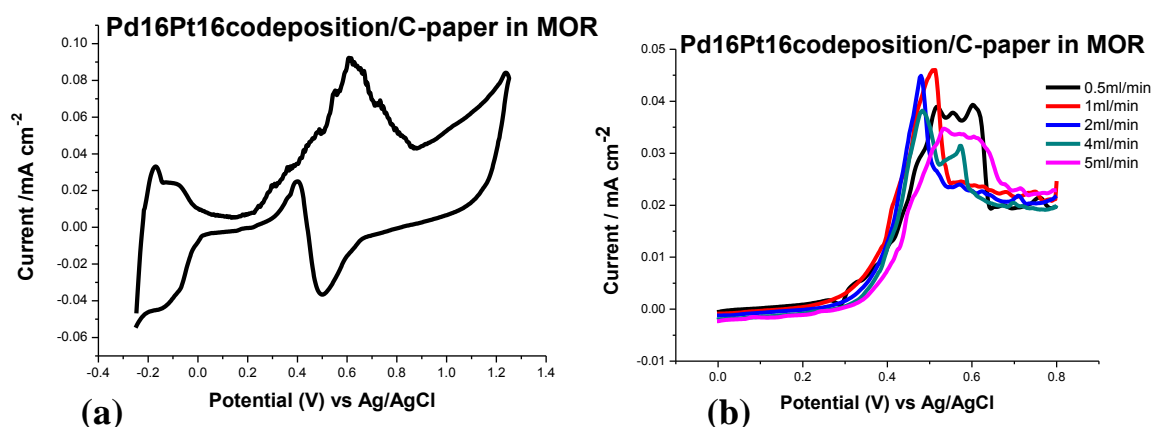 Pd16Pt16codeposition/C-paper in MOR
Current /mA cm-2
0.10
0.08
0.06
0.04
0.02
0.00
-0.02
-0.04
-0.06
-0.4 -0.2 0.0 0.2 0.4 0.6 0.8 1.0 1.2 1.4
Potential (V) vs Ag/AgCl
(a)
Pd16Pt16codeposition/C-paper in MOR
Current / mA cm-2
0.05
0.04
0.03
0.02
0.01
0.00
-0.01
0.5ml/min
1ml/min
2ml/min
4ml/min
5ml/min
0.0 0.2 0.4 0.6 0.8
Potential (V) vs Ag/AgCl
(b)